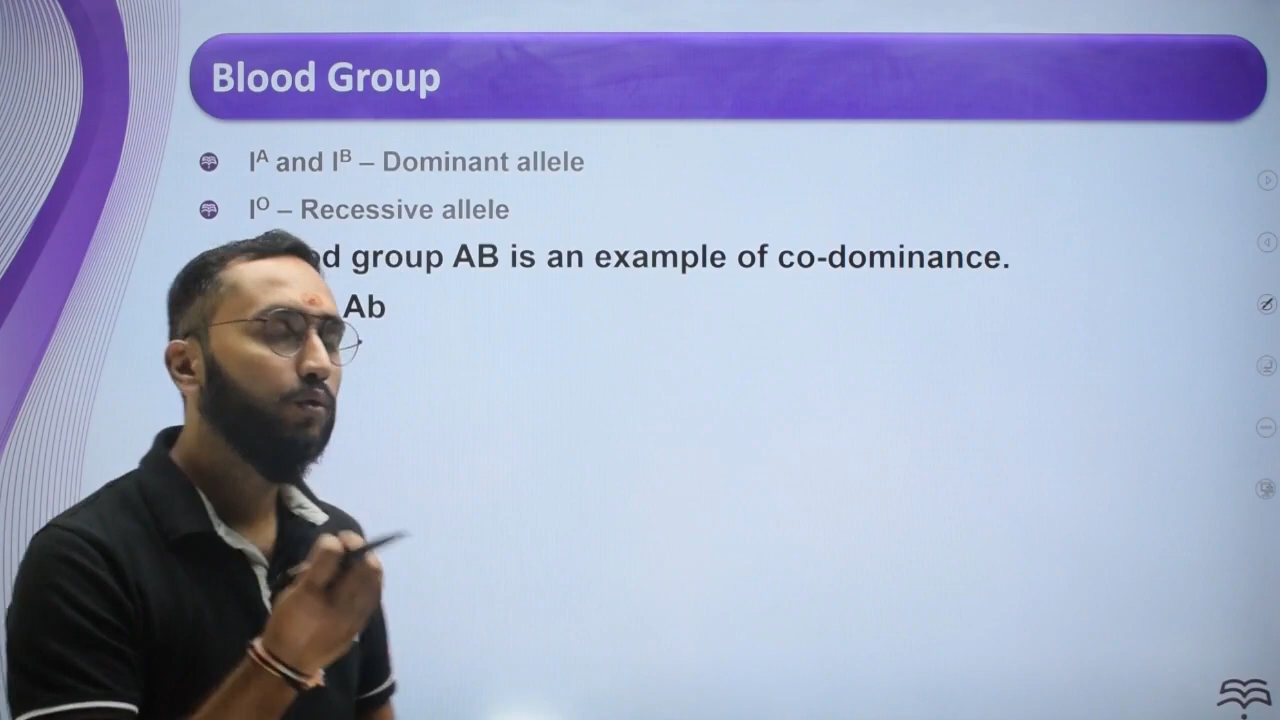 Blood Group
Iᴬ and Iᴮ – Dominant allele
Iᴼ – Recessive allele
group AB is an example of co-dominance.
Ab